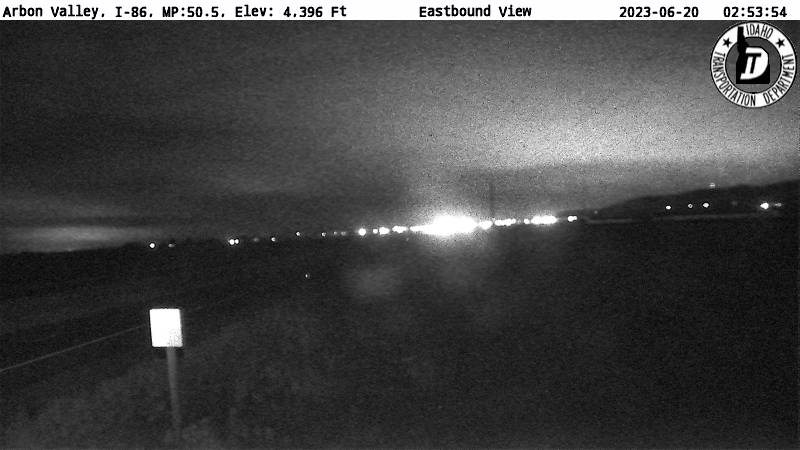 Arbon Valley, I-86, MP:50.5, Elev: 4,396 Ft Eastbound View 2023-06-20 02:53:54
IDAHO
TRANSPORTATION DEPARTMENT